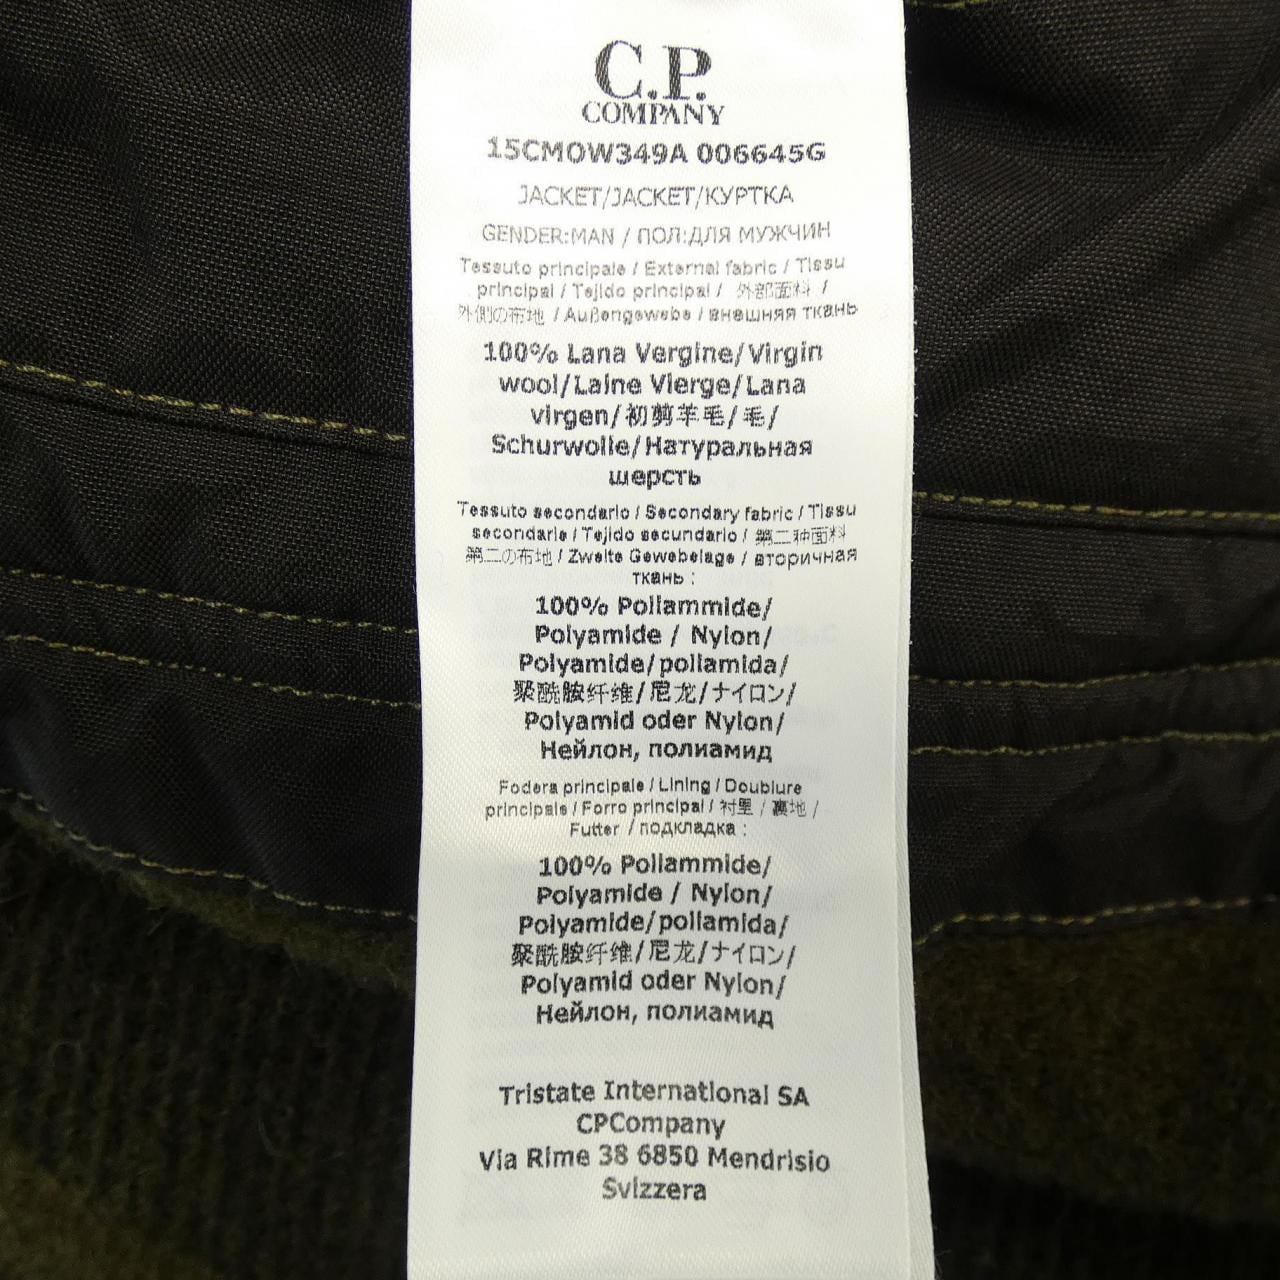 C.P.
COMPANY
15CMOW349A 006645G
JACKET/JACKET/КУРТКА
GENDER:MAN / ПОЛ:ДЛЯ МУЖЧИН
Tessuto principale / External fabric / Tissu
principal / Tejido principal / 外部面料 /
外側の布地 / Außengewebe / внешняя ткань
100% Lana Vergine/Virgin
wool/Laine Vierge/Lana
virgen/初剪羊毛/毛/
Schurwolle/Натуральная
шерсть
Tessuto secondario / Secondary fabric / Tissu
secondarie / Tejido secundario / 第二种面料
第二の布地 / Zweite Gewebelage / вторичная
ткань :
100% Poliammide/
Polyamide / Nylon/
Polyamide/poliamida/
聚酰胺纤维/尼龙/ナイロン/
Polyamid oder Nylon/
Нейлон, полиамид
Fodera principale / Lining / Doublure
principale / Forro principal / 衬里 / 裏地 /
Futter / подкладка :
100% Poliammide/
Polyamide / Nylon/
Polyamide/poliamida/
聚酰胺纤维/尼龙/ナイロン/
Polyamid oder Nylon/
Нейлон, полиамид
Tristate International SA
CPCompany
Via Rime 38 6850 Mendrisio
Svizzera